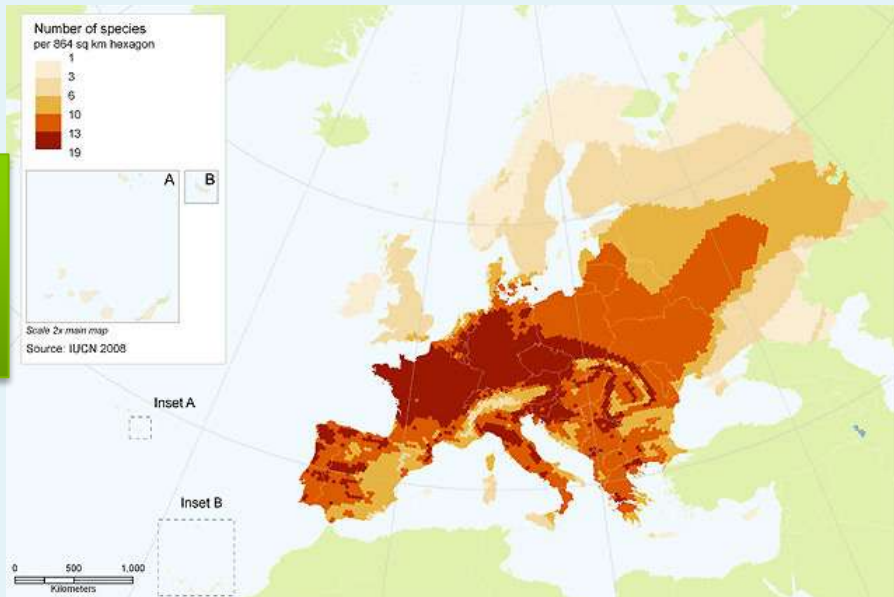 Number of species
per 864 sq km hexagon
1
3
6
10
13
19
A
B
Scale 2x main map
Source: IUCN 2008
Inset A
Inset B
0 500 1,000
Kilometers